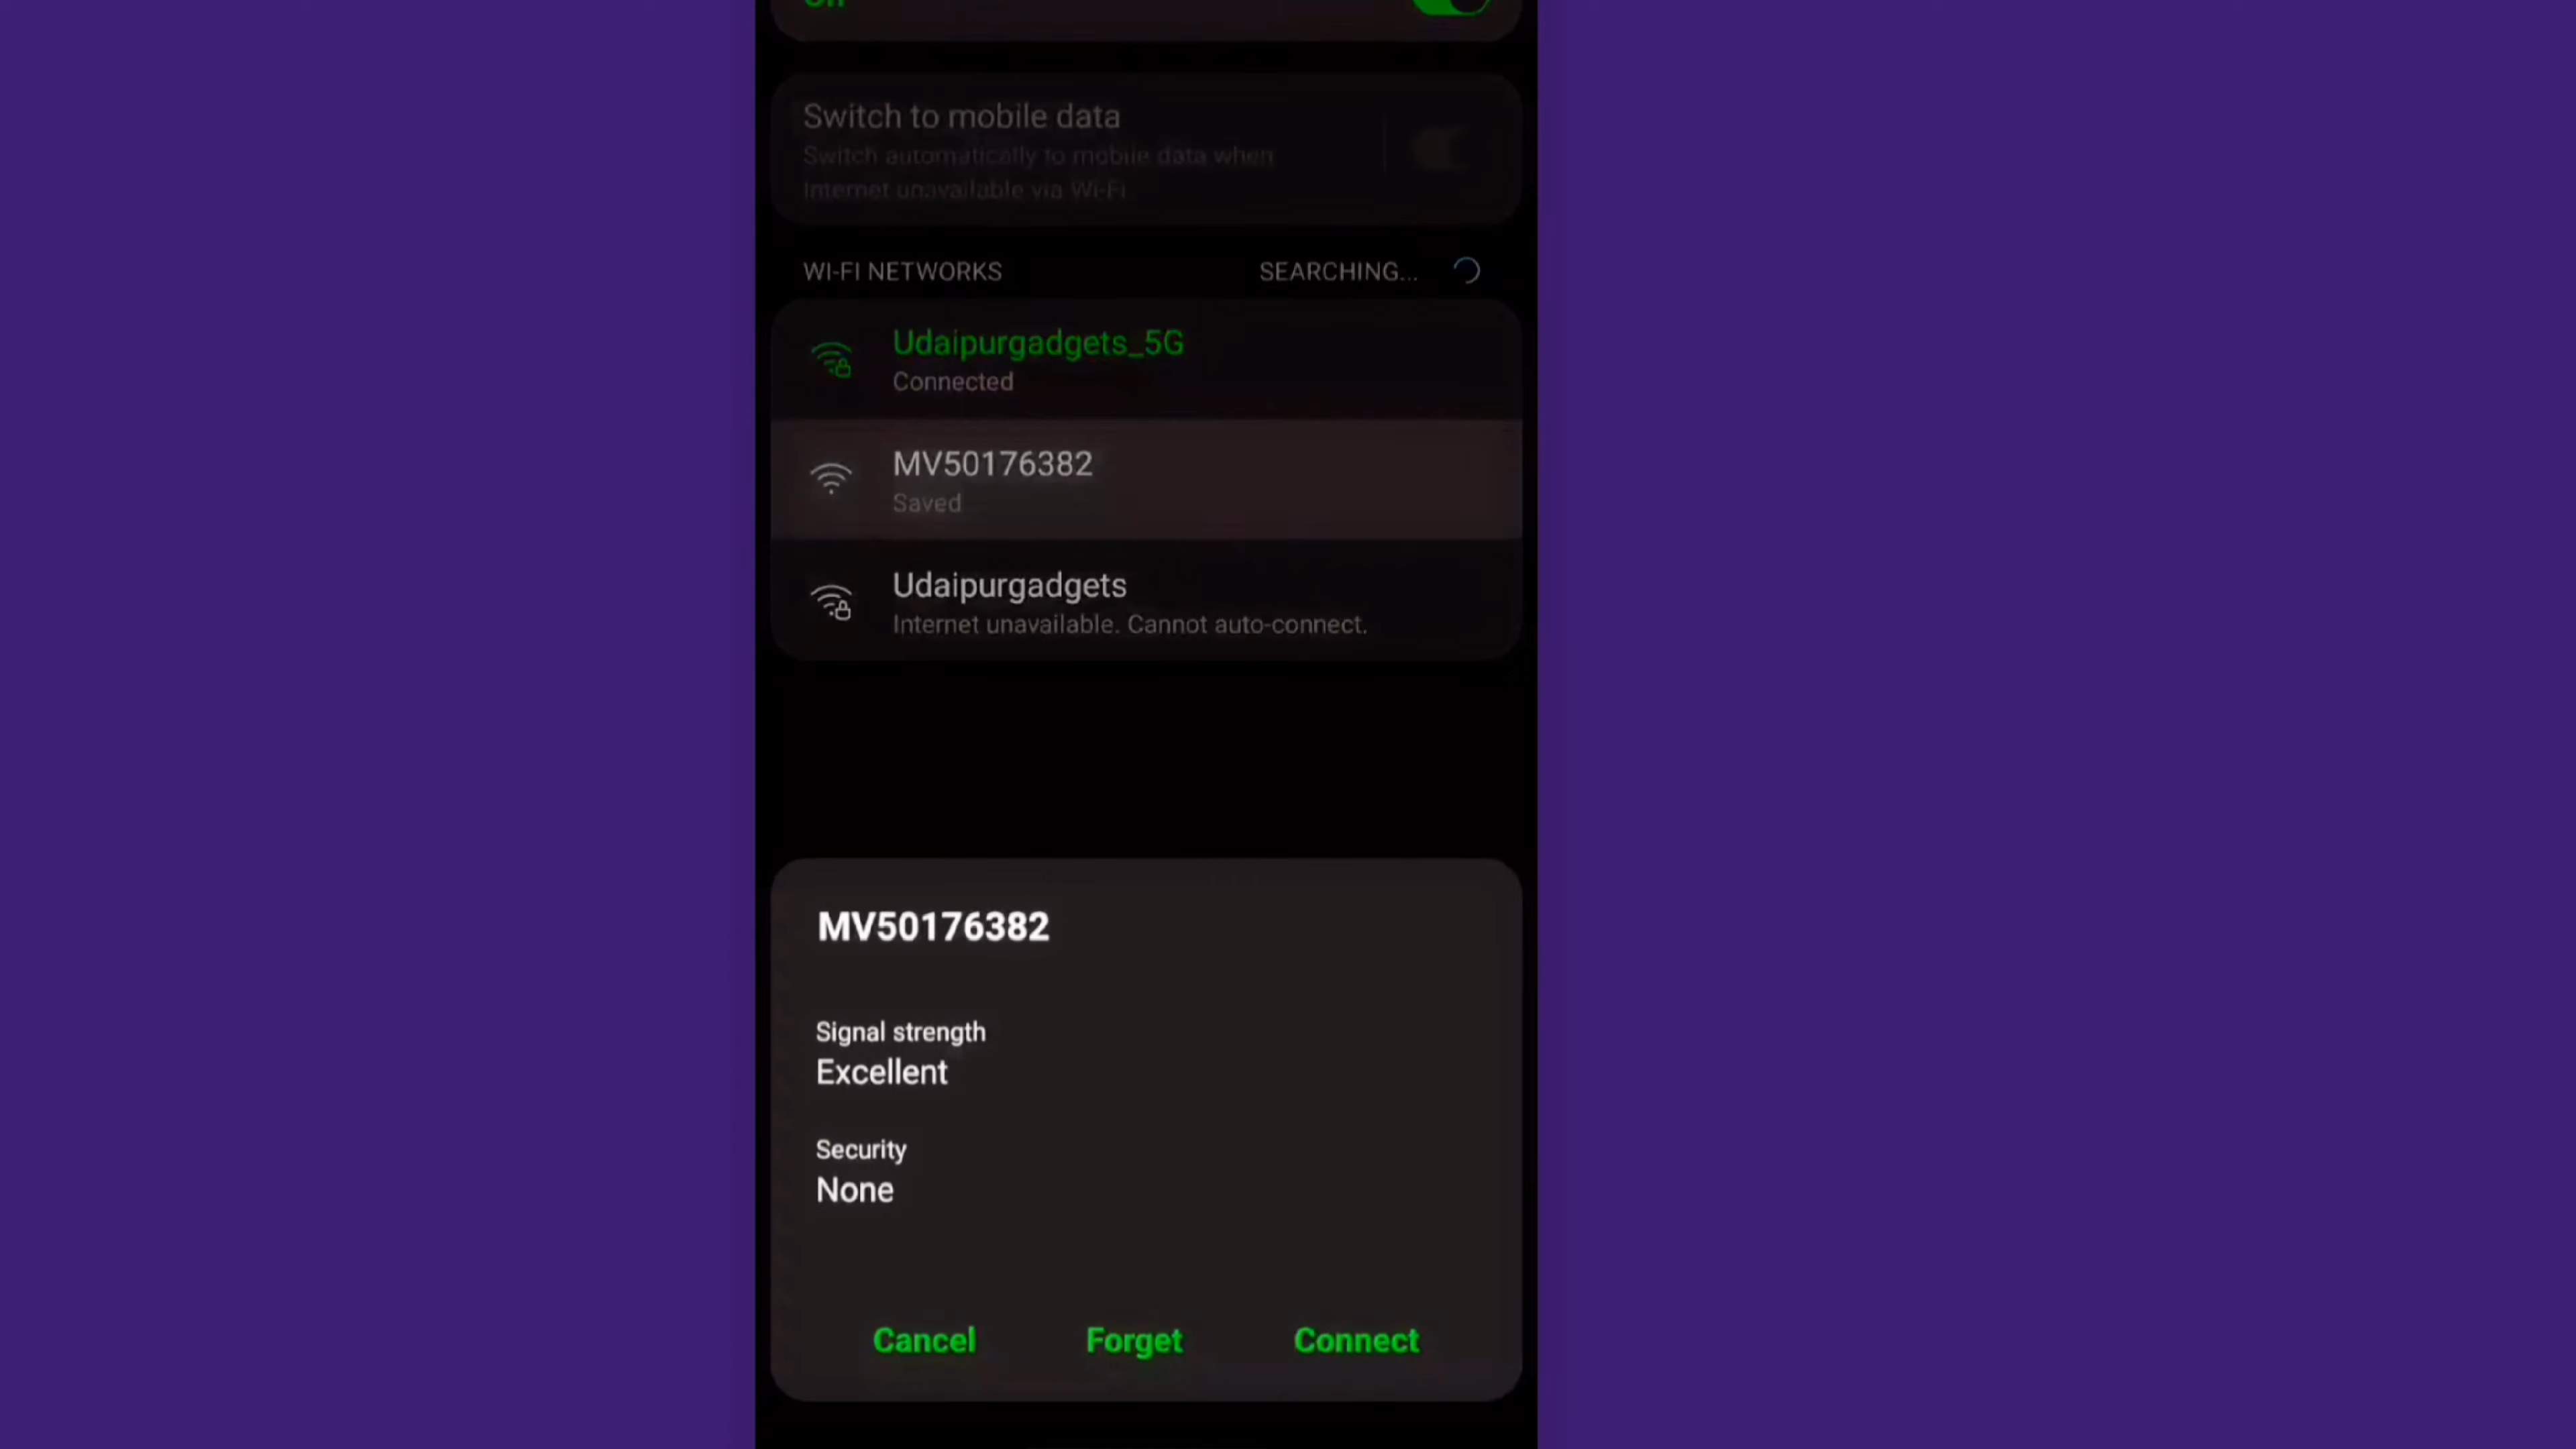 On
Switch to mobile data
Switch automatically to mobile data when
Internet unavailable via Wi-Fi.
WI-FI NETWORKS SEARCHING...
Udaipurgadgets_5G
Connected
MV50176382
Saved
Udaipurgadgets
Internet unavailable. Cannot auto-connect.
MV50176382
Signal strength
Excellent
Security
None
Cancel Forget Connect